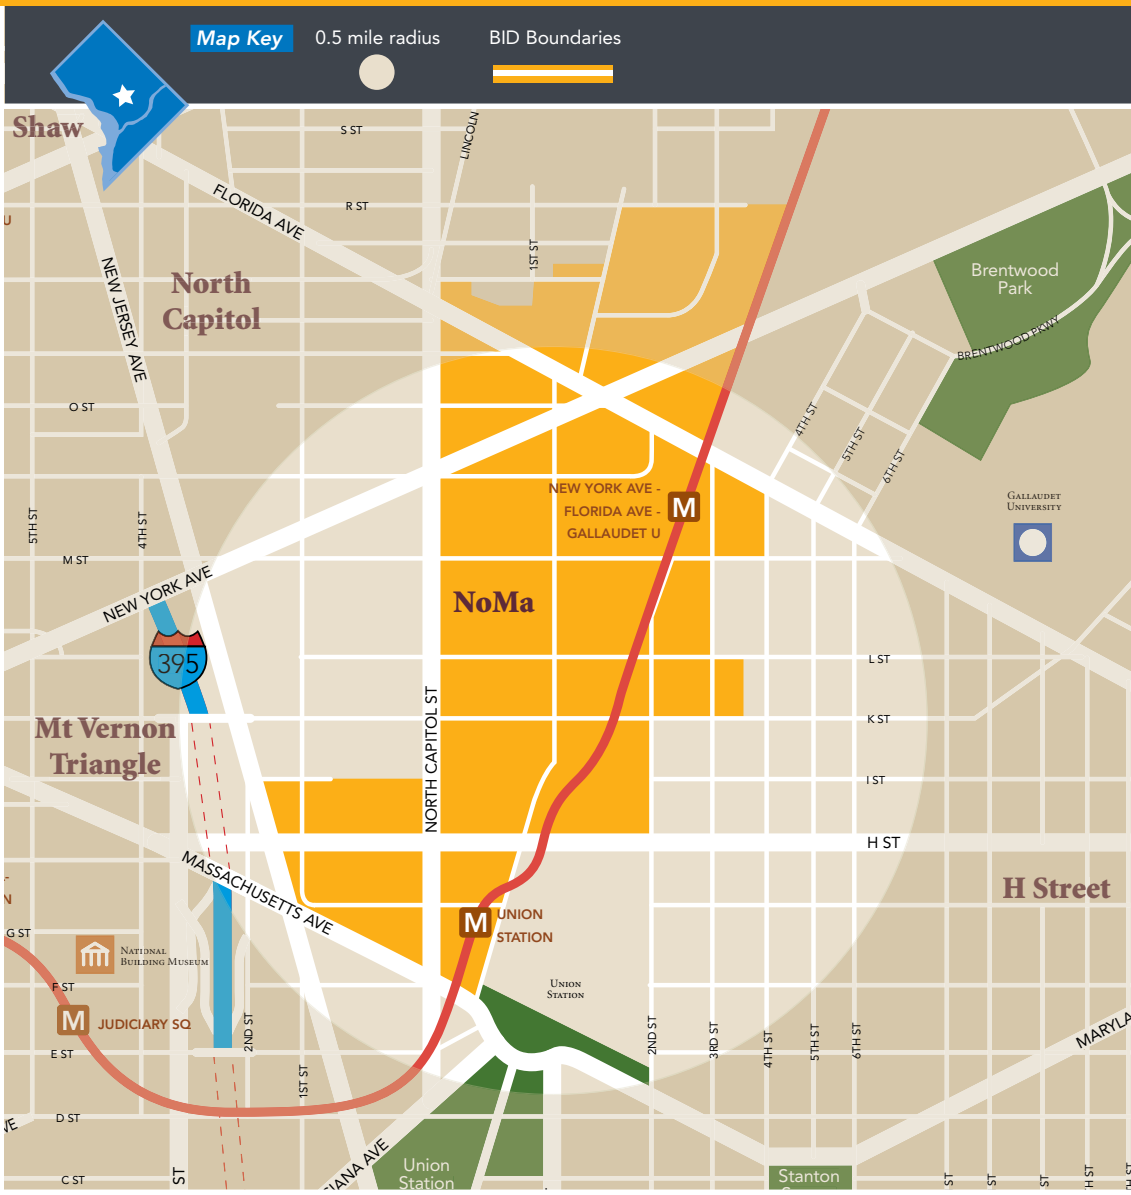 Map Key
0.5 mile radius
BID Boundaries
Shaw
S ST
LINCOLN
FLORIDA AVE
R ST
U
1ST ST
NEW JERSEY AVE
North
Capitol
Brentwood
Park
BRENTWOOD PKWY
O ST
4TH ST
5TH ST
6TH ST
NEW YORK AVE -
FLORIDA AVE -
GALLAUDET U
M
GALLAUDET
UNIVERSITY
5TH ST
4TH ST
M ST
NEW YORK AVE
NoMa
395
L ST
K ST
Mt Vernon
Triangle
NORTH CAPITOL ST
I ST
H ST
MASSACHUSETTS AVE
H Street
-
N
G ST
M
UNION
STATION
NATIONAL
BUILDING MUSEUM
F ST
UNION
STATION
M
JUDICIARY SQ
E ST
2ND ST
1ST ST
2ND ST
3RD ST
4TH ST
5TH ST
6TH ST
MARYLA
D ST
VE
IANA AVE
C ST
ST
Union
Station
Stanton
ST
ST
ST
ST